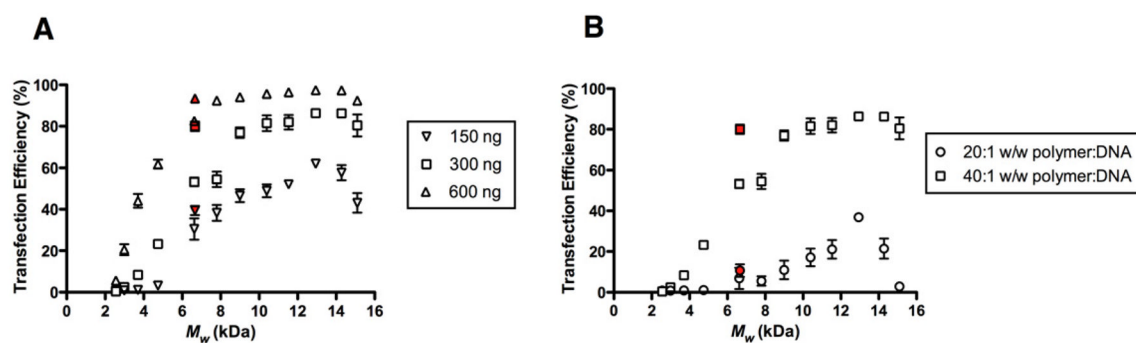 A
Transfection Efficiency (%)
100
80
60
40
20
0
0 2 4 6 8 10 12 14 16
Mw (kDa)
150 ng
300 ng
600 ng
B
Transfection Efficiency (%)
100
80
60
40
20
0
0 2 4 6 8 10 12 14 16
Mw (kDa)
20:1 w/w polymer:DNA
40:1 w/w polymer:DNA